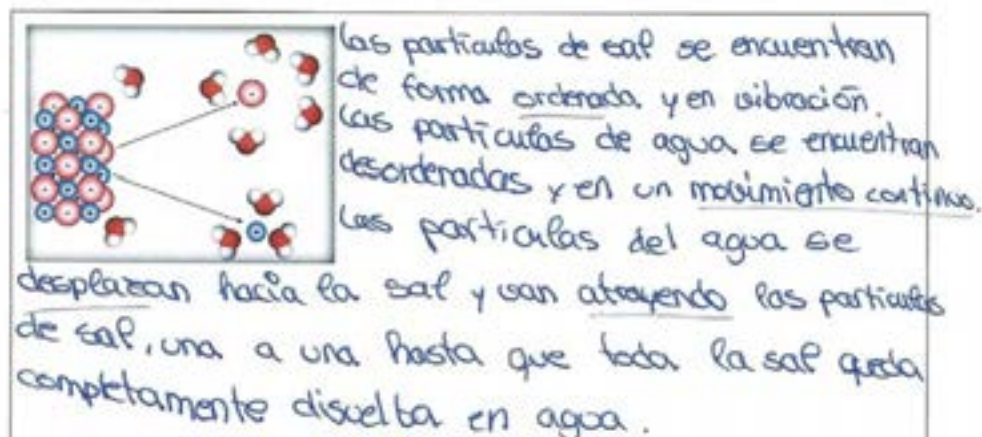 Las partículas de sal se encuentran
de forma ordenada y en vibración.
Las partículas de agua se encuentran
desordenadas y en un movimiento continuo.
Las partículas del agua se
desplazan hacia la sal y van atrayendo las partículas
de sal, una a una hasta que toda la sal queda
completamente disuelta en agua.